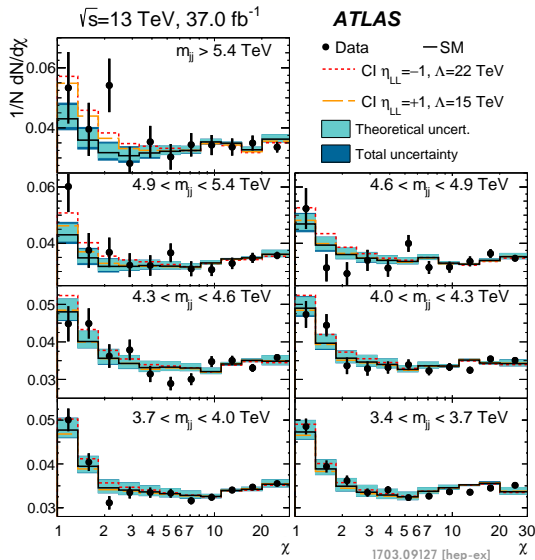 √s=13 TeV, 37.0 fb⁻¹
ATLAS
1/N dN/dχ
m_jj > 5.4 TeV
Data
SM
CI η_LL=−1, Λ=22 TeV
CI η_LL=+1, Λ=15 TeV
Theoretical uncert.
Total uncertainty
0.06
0.05
0.04
0.03
4.9 < m_jj < 5.4 TeV
4.6 < m_jj < 4.9 TeV
0.06
0.05
0.04
0.03
4.3 < m_jj < 4.6 TeV
4.0 < m_jj < 4.3 TeV
0.05
0.04
0.03
3.7 < m_jj < 4.0 TeV
3.4 < m_jj < 3.7 TeV
0.05
0.04
0.03
1 2 3 4 5 6 7 10 20 χ
1 2 3 4 5 6 7 10 20 30 χ
1703.09127 [hep-ex]